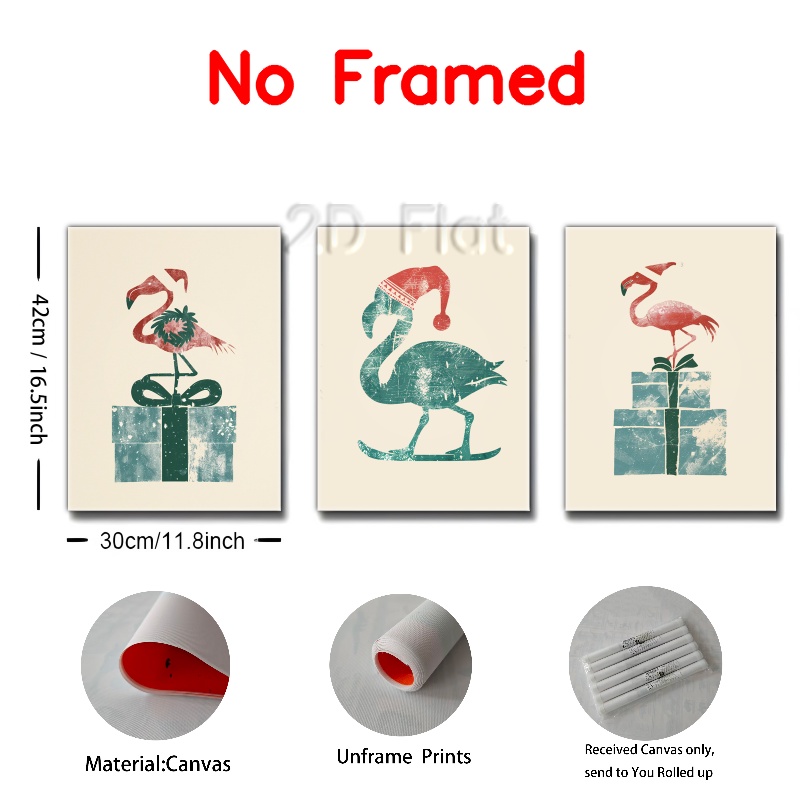 No Framed
2.D Flat.
42cm / 16.5inch
30cm/11.8inch
Material:Canvas
Unframe Prints
Received Canvas only,
send to You Rolled up